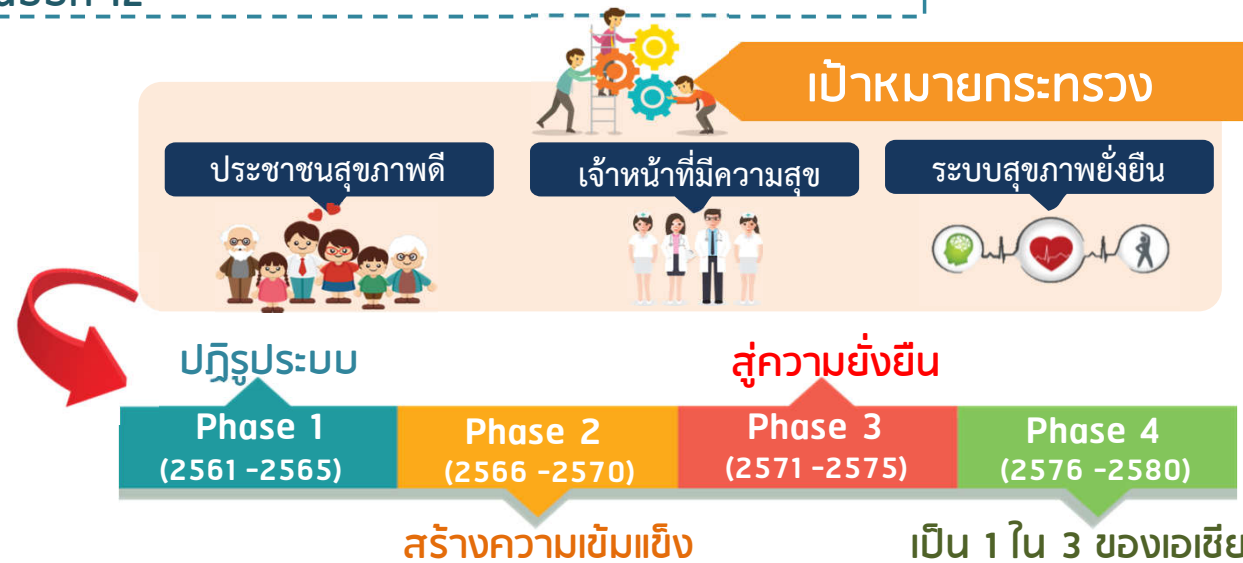 12
เป้าหมายกระทรวง
ประชาชนสุขภาพดี
เจ้าหน้าที่มีความสุข
ระบบสุขภาพยั่งยืน
ปฏิรูประบบ
สู่ความยั่งยืน
Phase 1
(2561 -2565)
Phase 2
(2566 -2570)
Phase 3
(2571 -2575)
Phase 4
(2576 -2580)
สร้างความเข้มแข็ง
เป็น 1 ใน 3 ของเอเชีย